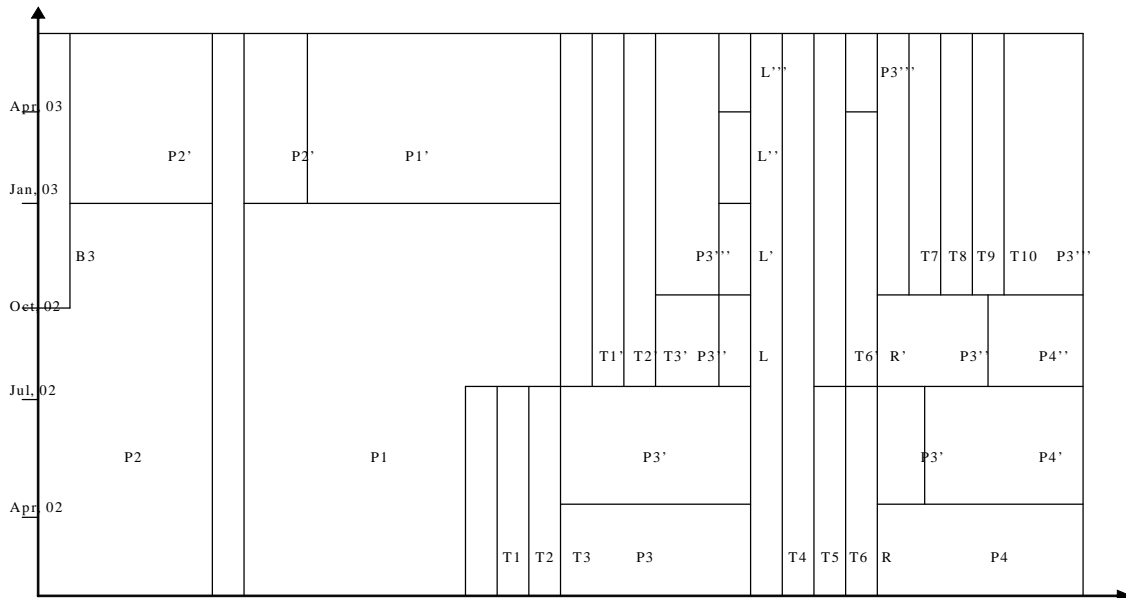 L’’’ P3’’’
Apr, 03
P2’ P2’ P1’ L’’
Jan, 03
B3 P3’’’ L’ T7 T8 T9 T10 P3’’’
Oct, 02
T1’ T2’ T3’ P3’’ L T6’ R’ P3’’ P4’’
Jul, 02
P2 P1 P3’ P3’ P4’
Apr, 02
T1 T2 T3 P3 T4 T5 T6 R P4